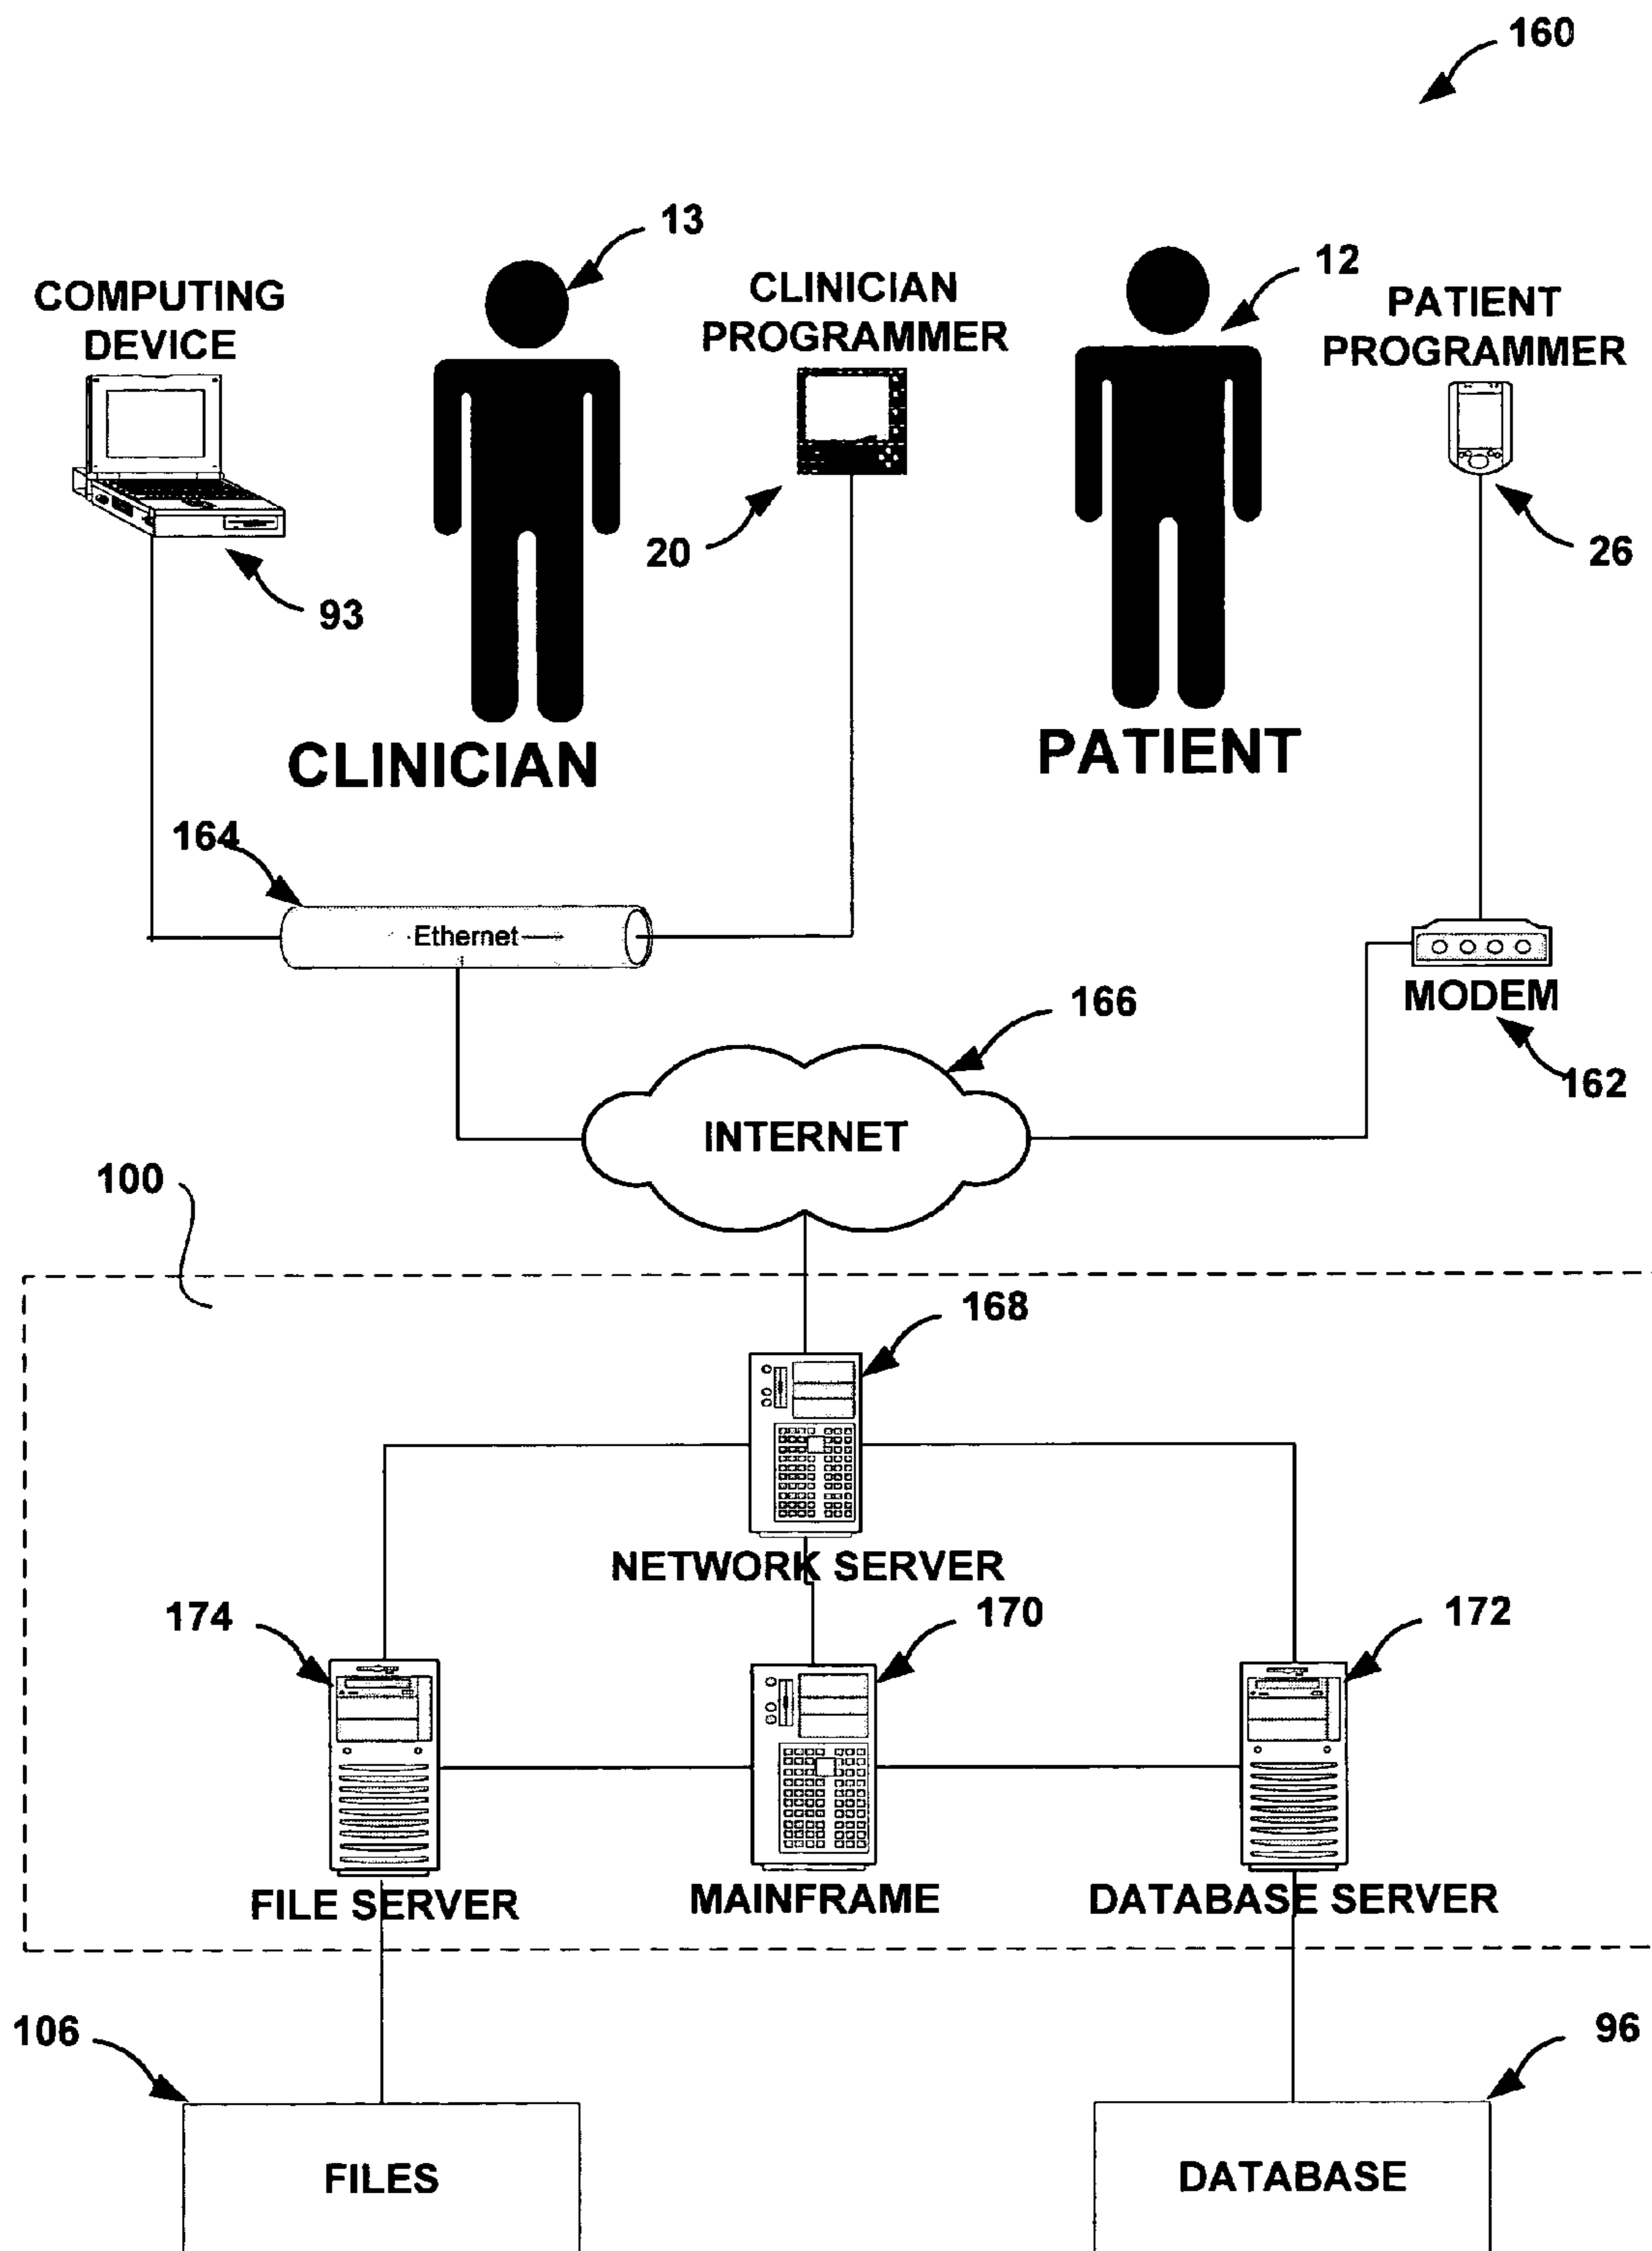 160
13
12
COMPUTING
DEVICE
CLINICIAN
PROGRAMMER
PATIENT
PROGRAMMER
20
26
93
CLINICIAN
PATIENT
164
Ethernet
166
MODEM
162
INTERNET
100
168
NETWORK SERVER
174
170
172
FILE SERVER
MAINFRAME
DATABASE SERVER
106
96
FILES
DATABASE